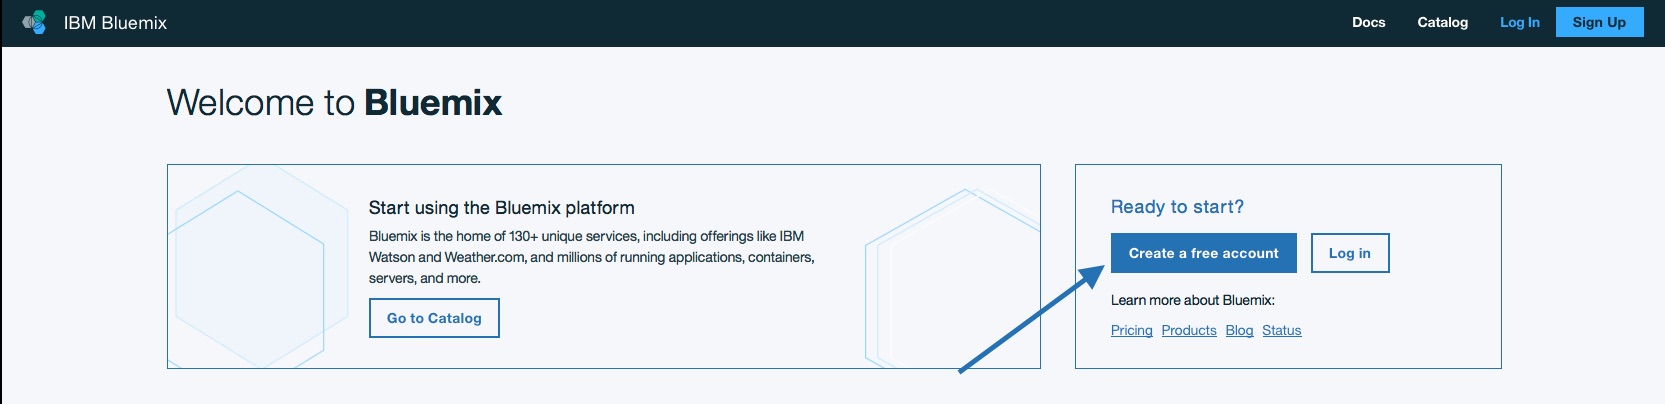 IBM Bluemix
Docs Catalog Log In Sign Up
Welcome to Bluemix
Start using the Bluemix platform
Bluemix is the home of 130+ unique services, including offerings like IBM
Watson and Weather.com, and millions of running applications, containers,
servers, and more.
Go to Catalog
Ready to start?
Create a free account Log in
Learn more about Bluemix:
Pricing Products Blog Status